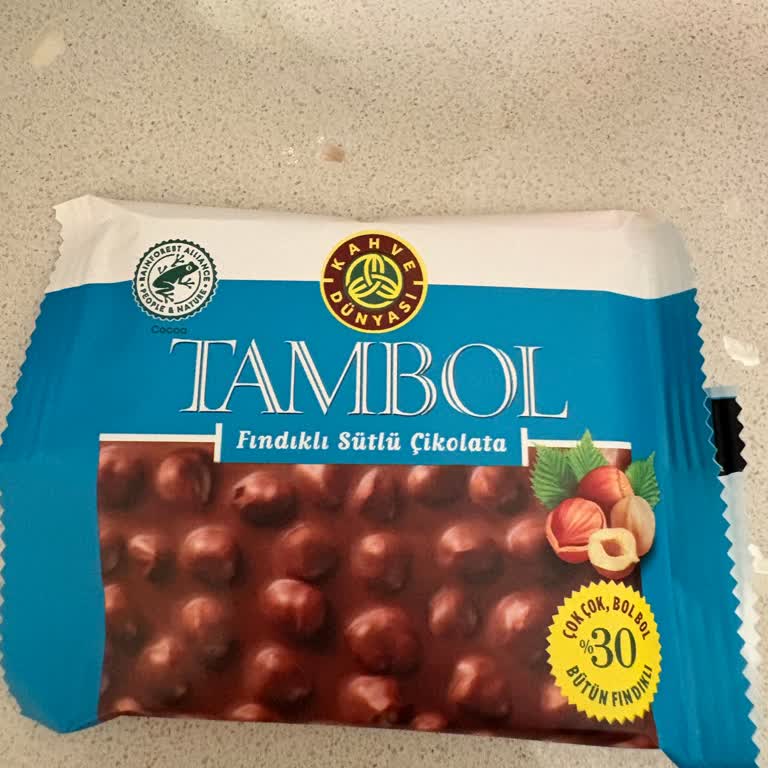 RAINFOREST ALLIANCE
PEOPLE & NATURE
Cocoa
KAHVE
DÜNYASI
TAMBOL
Fındıklı Sütlü Çikolata
ÇOK ÇOK, BOL BOL
%30
BÜTÜN FINDIKLI